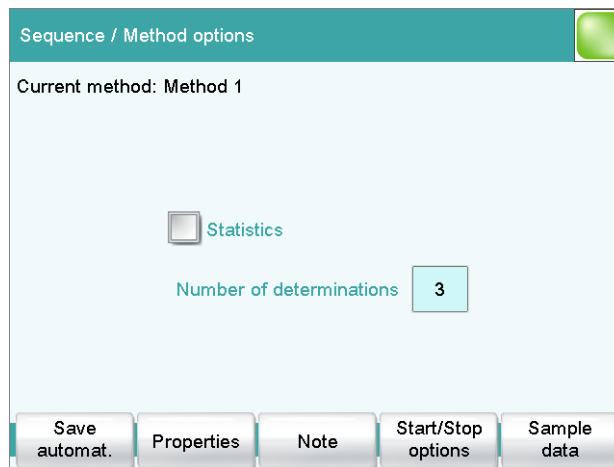 Sequence / Method options
Current method: Method 1
Statistics
Number of determinations 3
Save
automat.
Properties
Note
Start/Stop
options
Sample
data